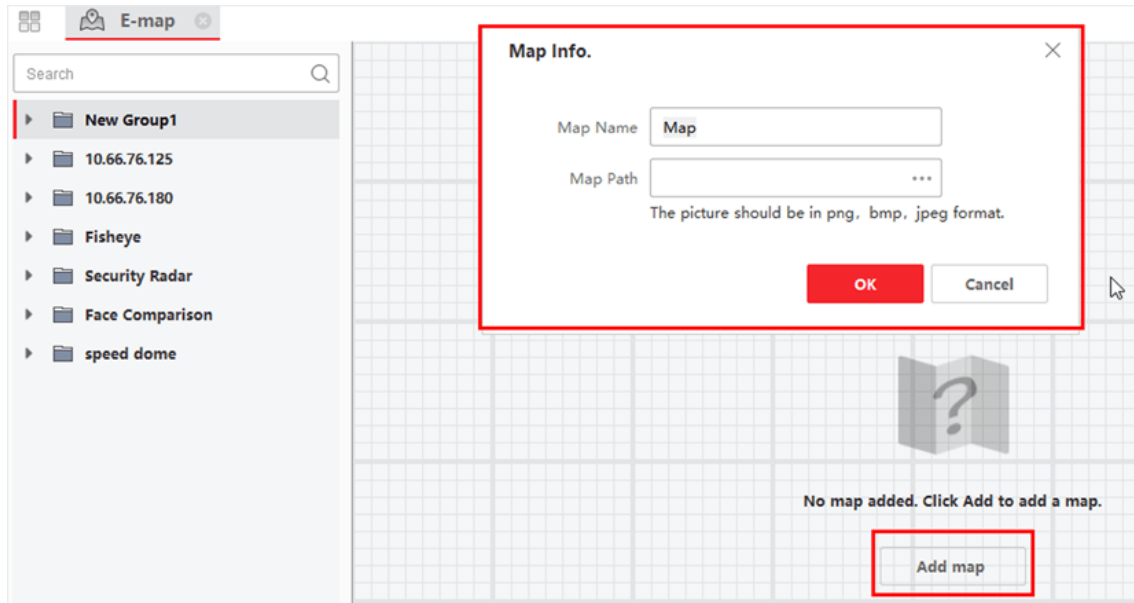 E-map
Search
New Group1
10.66.76.125
10.66.76.180
Fisheye
Security Radar
Face Comparison
speed dome
Map Info.
Map Name Map
Map Path ...
The picture should be in png, bmp, jpeg format.
OK Cancel
?
No map added. Click Add to add a map.
Add map